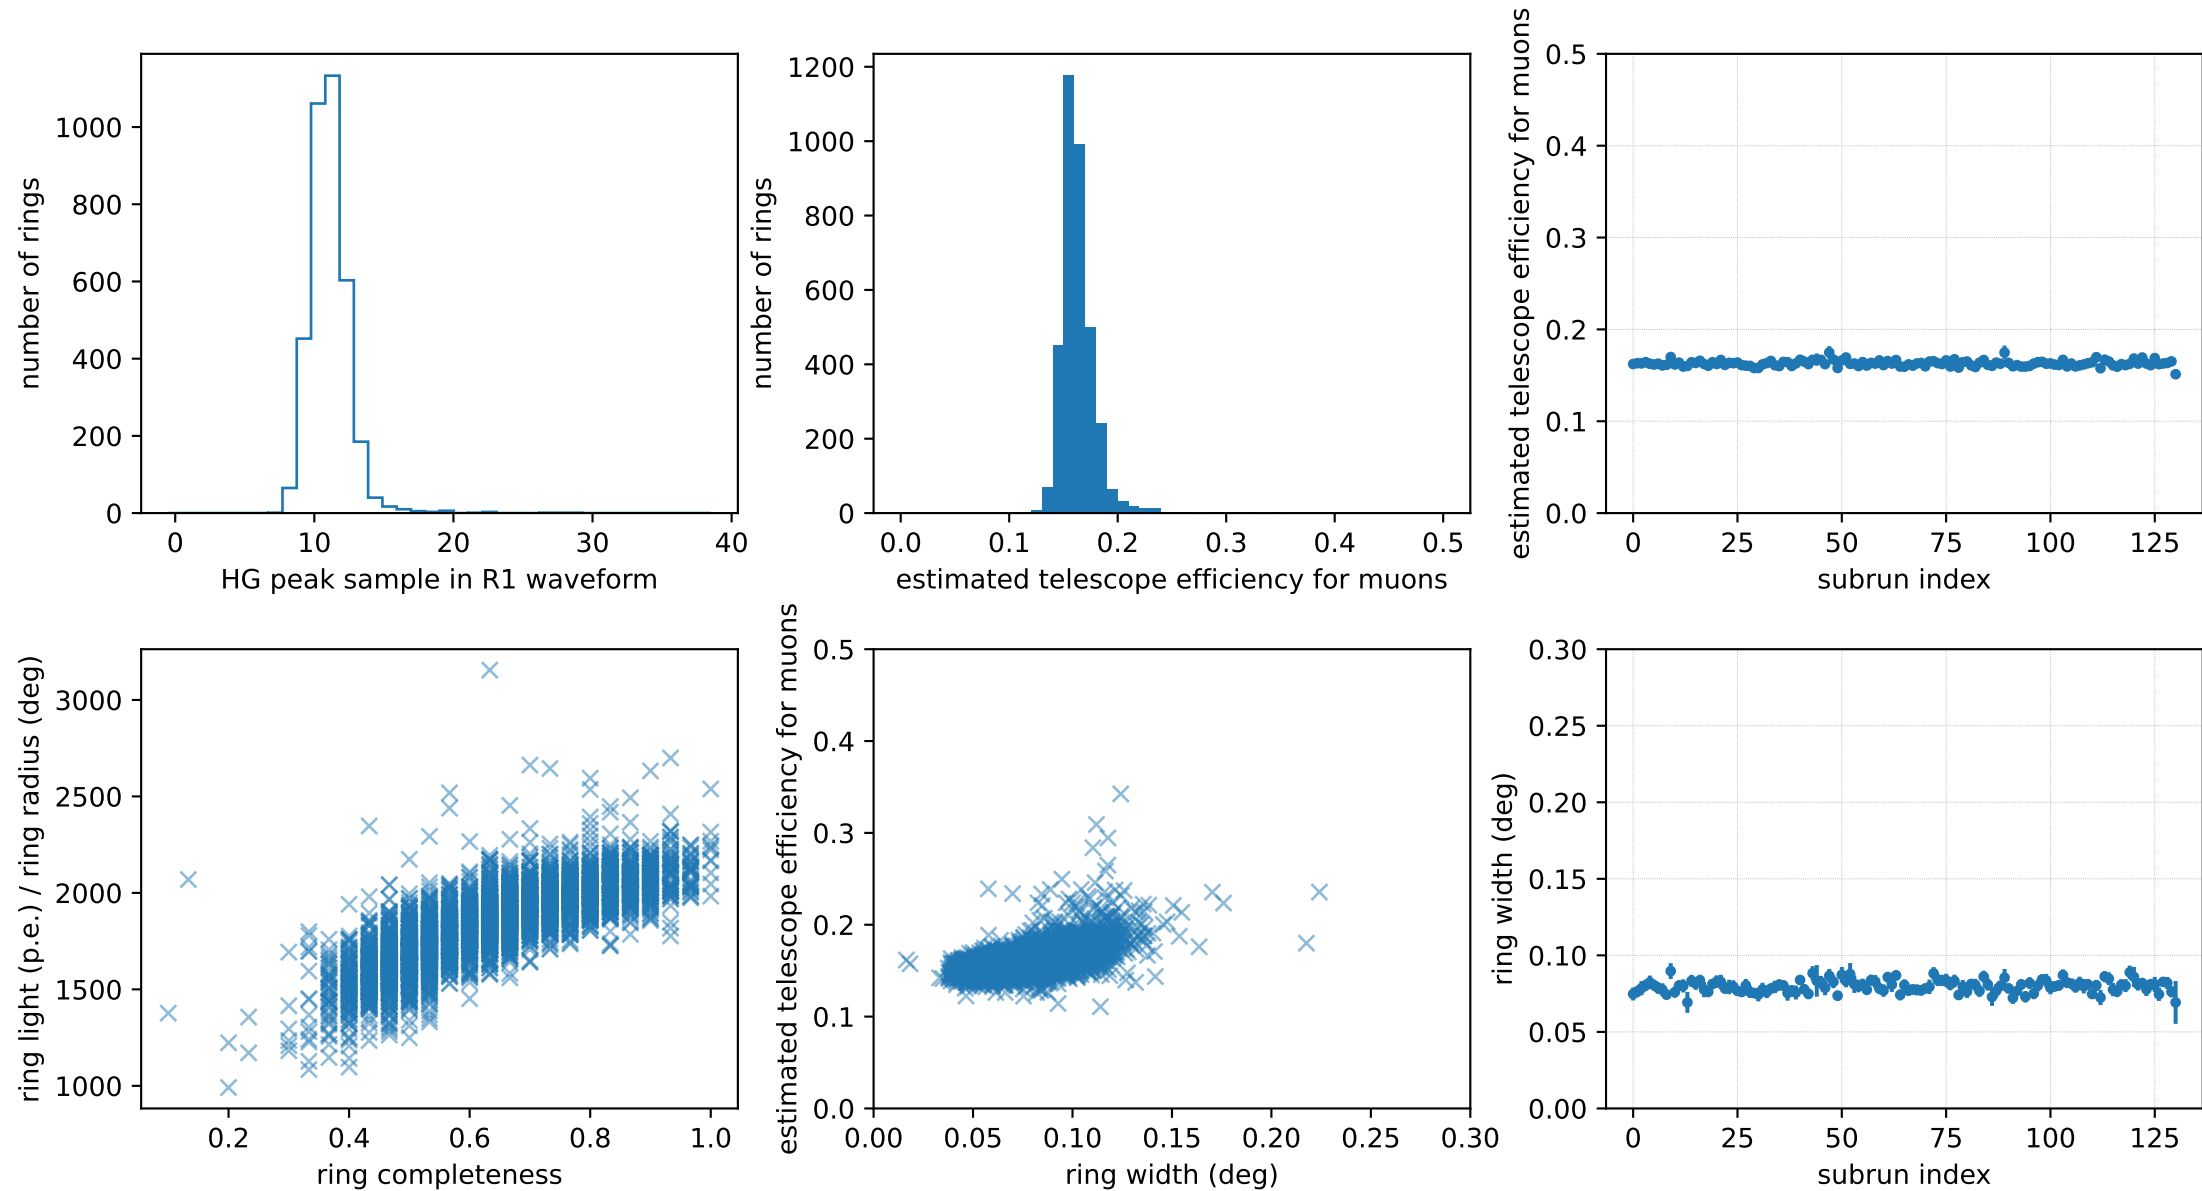 number of rings
1000
800
600
400
200
0
0 10 20 30 40
HG peak sample in R1 waveform
number of rings
1200
1000
800
600
400
200
0
0.0 0.1 0.2 0.3 0.4 0.5
estimated telescope efficiency for muons
estimated telescope efficiency for muons
0.5
0.4
0.3
0.2
0.1
0.0
0 25 50 75 100 125
subrun index
ring light (p.e.) / ring radius (deg)
3000
2500
2000
1500
1000
0.2 0.4 0.6 0.8 1.0
ring completeness
estimated telescope efficiency for muons
0.5
0.4
0.3
0.2
0.1
0.0
0.00 0.05 0.10 0.15 0.20 0.25 0.30
ring width (deg)
ring width (deg)
0.30
0.25
0.20
0.15
0.10
0.05
0.00
0 25 50 75 100 125
subrun index